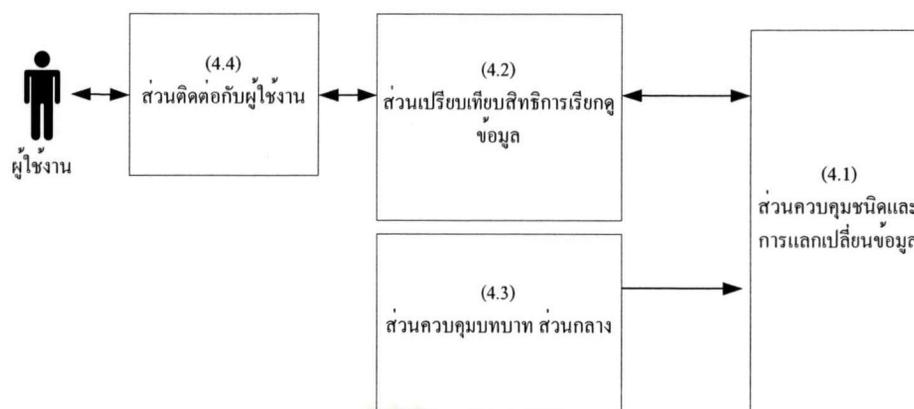 (4.4)
ส่วนติดต่อกับผู้ใช้งาน
(4.2)
ส่วนเปรียบเทียบสิทธิการเรียกดู
ข้อมูล
ผู้ใช้งาน
(4.1)
ส่วนควบคุมชนิดและ
การแลกเปลี่ยนข้อมูล
(4.3)
ส่วนควบคุมบทบาท ส่วนกลาง